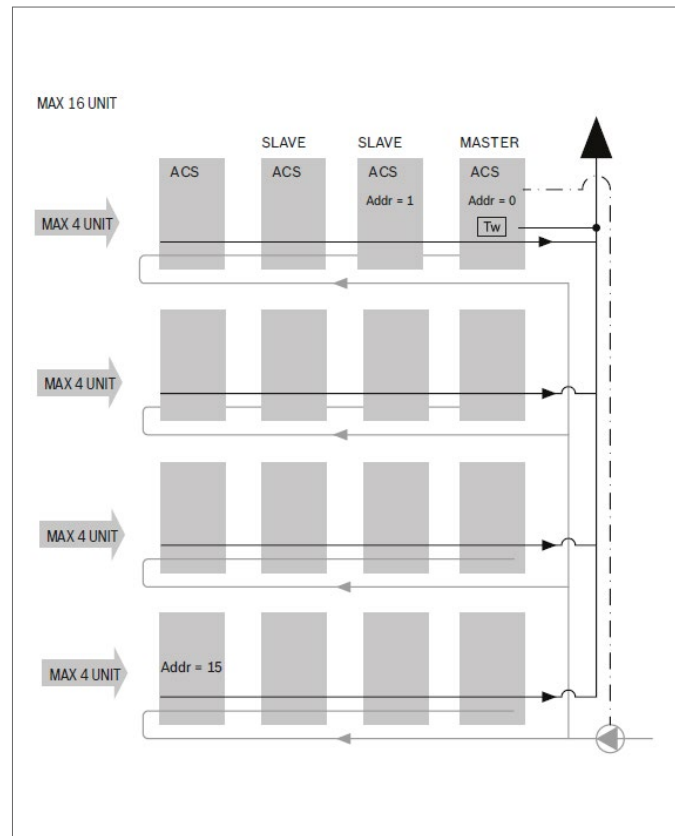 MAX 16 UNIT
SLAVE SLAVE MASTER
ACS ACS ACS ACS
Addr = 1 Addr = 0
MAX 4 UNIT
Tw
MAX 4 UNIT
MAX 4 UNIT
Addr = 15
MAX 4 UNIT